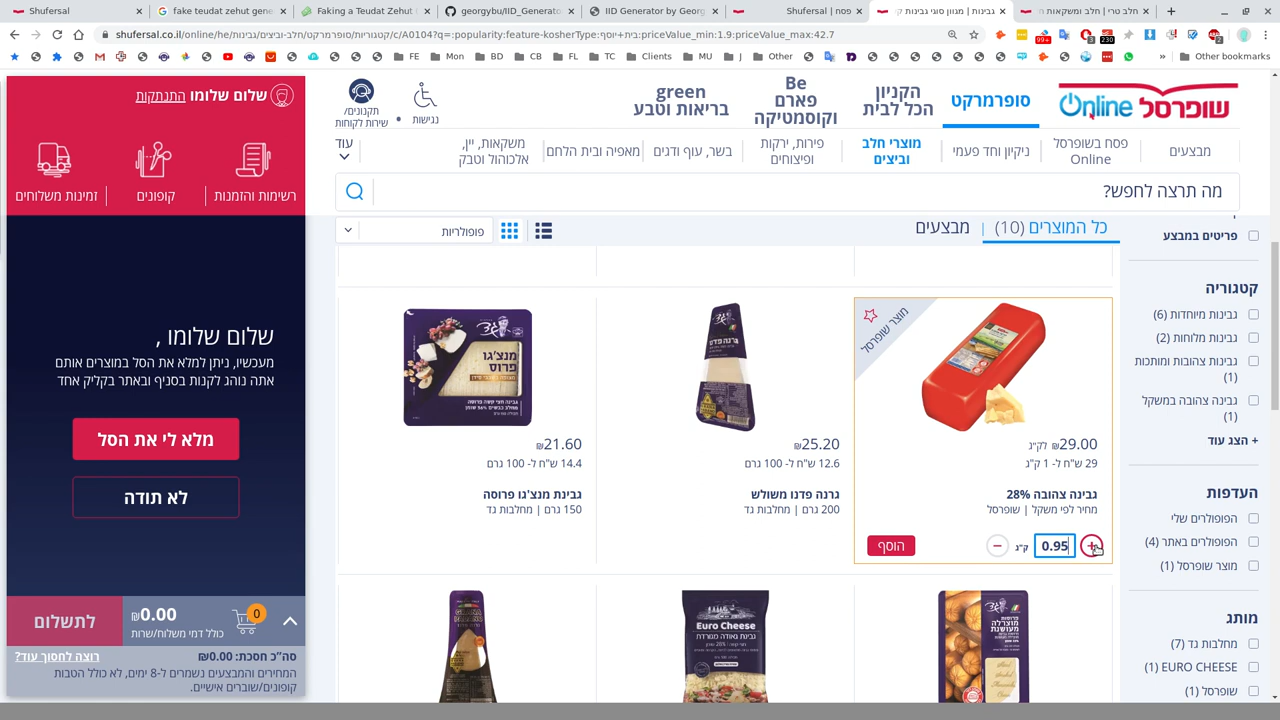 Shufersal
fake teudat zehut gene
Faking a Teudat Zehut I
georgybu/IID_Generato
IID Generator by Georg
פסח | Shufersal
גבינות | מגוון סוגי גבינות קי
חלב טרי | חלב ומשקאות מ
shufersal.co.il/online/he/קטגוריות/סופרמרקט/חלב-וביצים/גבינות/c/A0104?q=:popularity:feature-kosherType:בית+יוסף:priceValue_min:1.9:priceValue_max:42.7
Mon
BD
CB
FL
TC
Clients
MU
J
Other
»
Other bookmarks
99+
230
שלום שלומו התנתקות
רשימות והזמנות
קופונים
זמינות משלוחים
תקנונים/
שירות לקוחות
נגישות
green
בריאות וטבע
Be
פארם
וקוסמטיקה
הקניון
הכל לבית
סופרמרקט
שופרסל Online
מבצעים
פסח בשופרסל
Online
ניקיון וחד פעמי
מוצרי חלב
וביצים
פירות, ירקות
ופיצוחים
בשר, עוף ודגים
מאפיה ובית הלחם
משקאות, יין,
אלכוהול וטבק
עוד
מה תרצה לחפש?
כל המוצרים (10)
מבצעים
פופולריות
פריטים במבצע
קטגוריה
גבינות מיוחדות (6)
גבינות מלוחות (2)
גבינות צהובות ומותכות
(1)
גבינה צהובה במשקל
(1)
+ הצג עוד
העדפות
הפופולרים שלי
הפופולרים באתר (4)
מוצר שופרסל (1)
מותג
מחלבות גד (7)
EURO CHEESE (1)
שופרסל (1)
מוצר שופרסל
₪29.00 לק"ג
29 ש"ח ל- 1 ק"ג
גבינה צהובה 28%
מחיר לפי משקל | שופרסל
0.95
ק"ג
הוסף
₪25.20
12.6 ש"ח ל- 100 גרם
גרנה פדנו משולש
200 גרם | מחלבות גד
מנצ'גו
פרוס
₪21.60
14.4 ש"ח ל- 100 גרם
גבינת מנצ'גו פרוסה
150 גרם | מחלבות גד
Euro Cheese
שלום שלומו ,
מעכשיו, ניתן למלא את הסל במוצרים אותם
אתה נוהג לקנות בסניף ובאתר בקליק אחד
מלא לי את הסל
לא תודה
0
₪0.00
כולל דמי משלוח/שרות
לתשלום
סה"כ חסכת: ₪0.00
רוצה לחסוך עוד?
המחירים והמבצעים נשמרים ל-8 ימים, לא כולל הטבות
קופונים/שוברים אישיים.